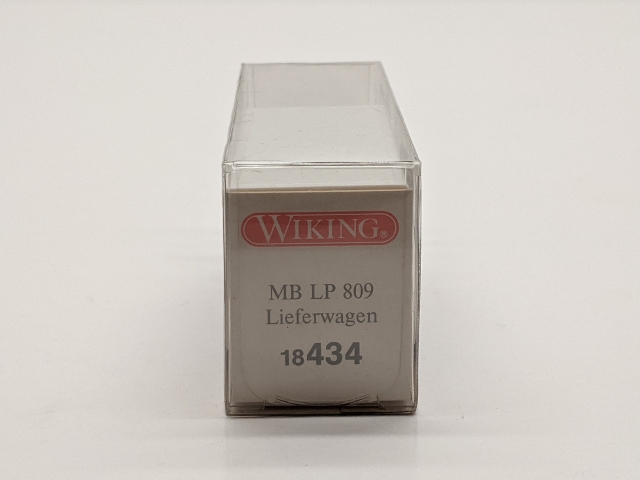 WIKING®
MB LP 809
Lieferwagen
18434